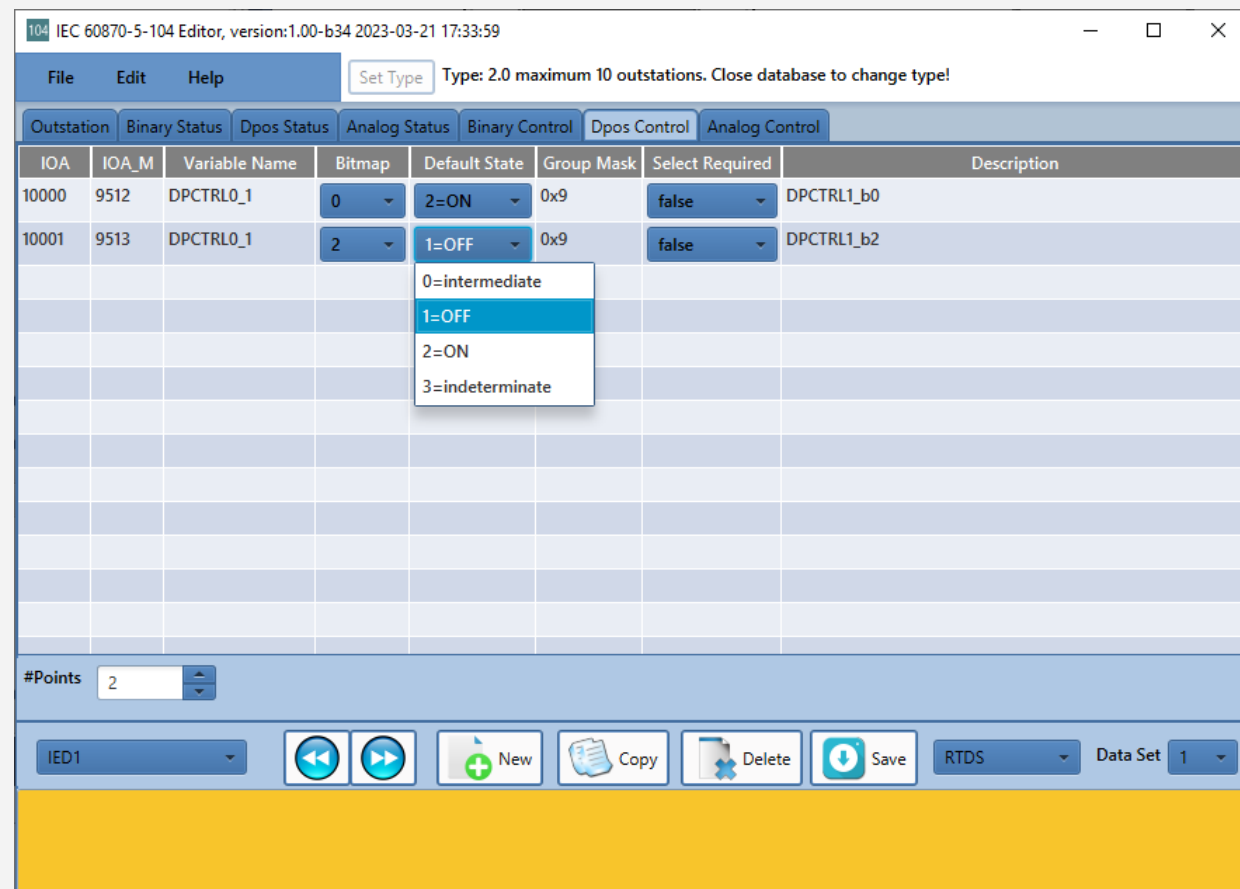 104 IEC 60870-5-104 Editor, version:1.00-b34 2023-03-21 17:33:59
File Edit Help Set Type Type: 2.0 maximum 10 outstations. Close database to change type!
Outstation Binary Status Dpos Status Analog Status Binary Control Dpos Control Analog Control
IOA IOA_M Variable Name Bitmap Default State Group Mask Select Required Description
10000 9512 DPCTRL0_1 0 2=ON 0x9 false DPCTRL1_b0
10001 9513 DPCTRL0_1 2 1=OFF 0x9 false DPCTRL1_b2
0=intermediate
1=OFF
2=ON
3=indeterminate
#Points 2
IED1 New Copy Delete Save RTDS Data Set 1